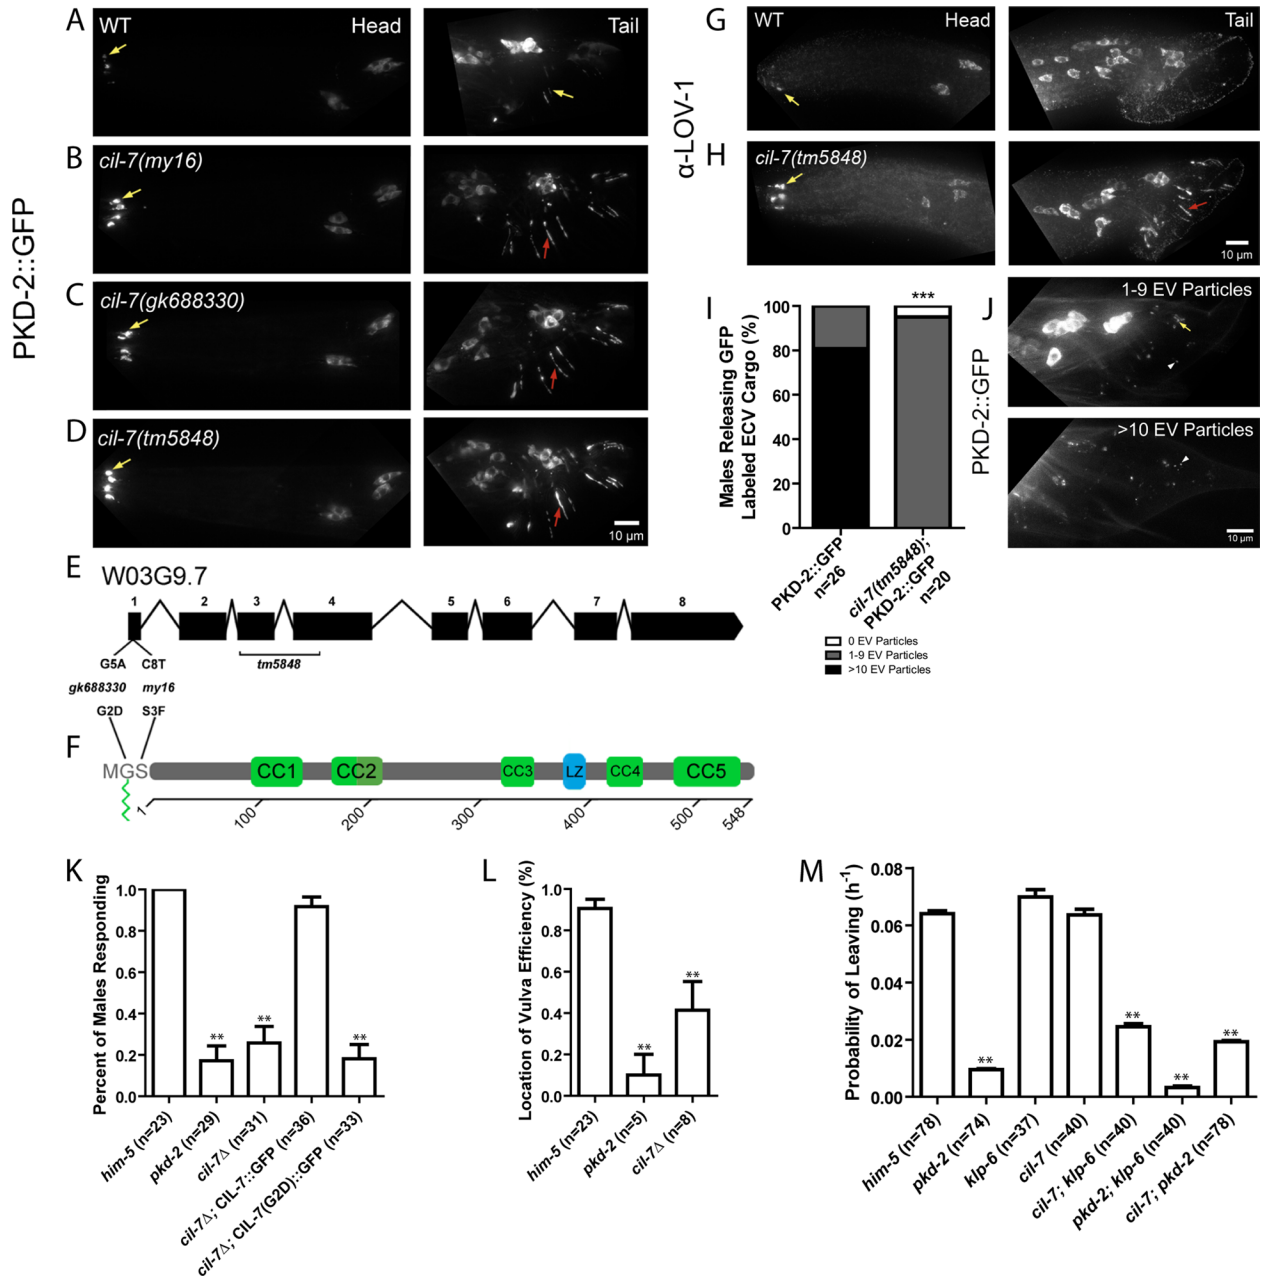 A
WT
Head
Tail
B
cil-7(my16)
C
cil-7(gk688330)
D
cil-7(tm5848)
10 µm
PKD-2::GFP
E
W03G9.7
1 2 3 4 5 6 7 8
G5A C8T
tm5848
gk688330 my16
G2D S3F
F
MGS
CC1 CC2 CC3 LZ CC4 CC5
1 100 200 300 400 500 548
G
WT
Head
Tail
H
cil-7(tm5848)
10 µm
α-LOV-1
I
Males Releasing GFP
Labeled ECV Cargo (%)
100
80
60
40
20
0
***
PKD-2::GFP
n=26
cil-7(tm5848);
PKD-2::GFP
n=20
0 EV Particles
1-9 EV Particles
>10 EV Particles
J
PKD-2::GFP
1-9 EV Particles
>10 EV Particles
10 µm
K
Percent of Males Responding
1.0
0.8
0.6
0.4
0.2
0.0
**
**
**
him-5 (n=23)
pkd-2 (n=29)
cil-7Δ (n=31)
cil-7Δ; CIL-7::GFP (n=36)
cil-7Δ; CIL-7(G2D)::GFP (n=33)
L
Location of Vulva Efficiency (%)
1.0
0.8
0.6
0.4
0.2
0.0
**
**
him-5 (n=23)
pkd-2 (n=5)
cil-7Δ (n=8)
M
Probability of Leaving (h-1)
0.08
0.06
0.04
0.02
0.00
**
**
**
**
him-5 (n=78)
pkd-2 (n=74)
klp-6 (n=37)
cil-7 (n=40)
cil-7; klp-6 (n=40)
pkd-2; klp-6 (n=40)
cil-7; pkd-2 (n=78)